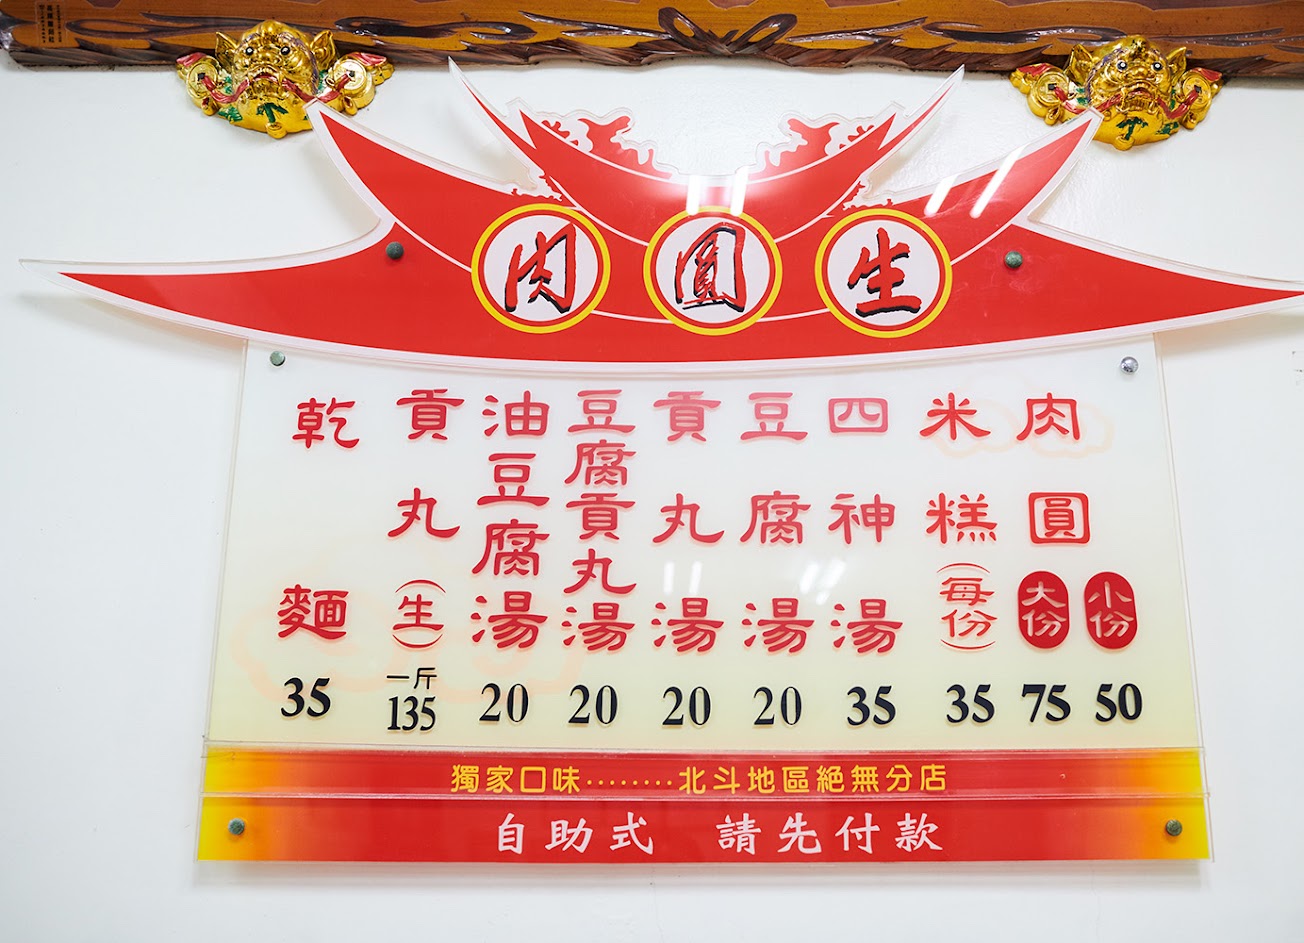 肉圓生
肉圓 大份 75 小份 50
米糕(每份) 35
四神湯 35
豆腐湯 20
貢丸湯 20
豆腐貢丸湯 20
油豆腐湯 20
貢丸(生) 一斤 135
乾麵 35
獨家口味········北斗地區絕無分店
自助式 請先付款